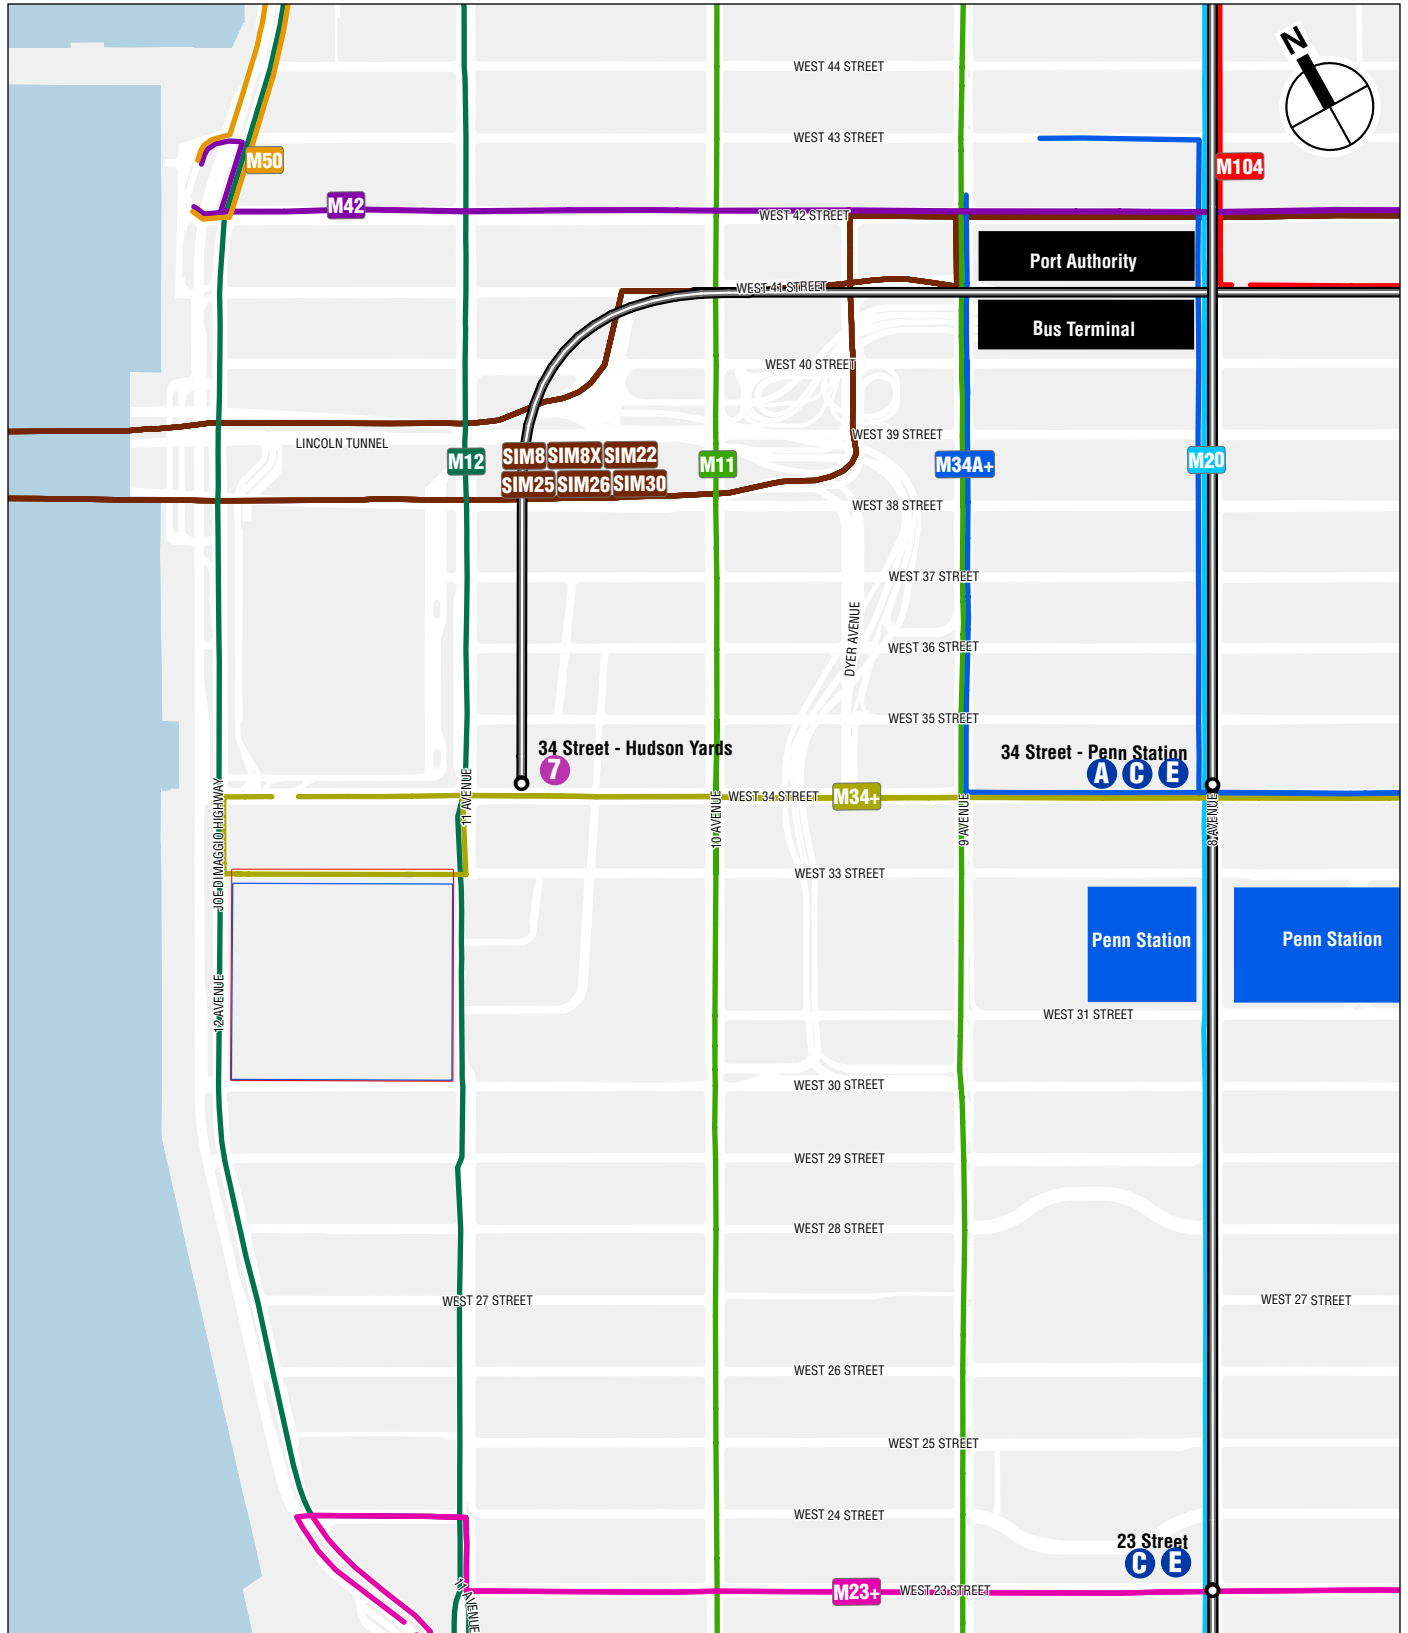 N
WEST 44 STREET
WEST 43 STREET
M50
M104
M42
WEST 42 STREET
Port Authority
WEST 41 STREET
Bus Terminal
WEST 40 STREET
LINCOLN TUNNEL
WEST 39 STREET
M12
SIM8 SIM8X SIM22
SIM25 SIM26 SIM30
M11
M34A+
M20
WEST 38 STREET
WEST 37 STREET
DYER AVENUE
WEST 36 STREET
WEST 35 STREET
34 Street - Hudson Yards
7
34 Street - Penn Station
A C E
JOE DIMAGGIO HIGHWAY
11 AVENUE
10 AVENUE
WEST 34 STREET
M34+
9 AVENUE
8 AVENUE
WEST 33 STREET
Penn Station
Penn Station
12 AVENUE
WEST 31 STREET
WEST 30 STREET
WEST 29 STREET
WEST 28 STREET
WEST 27 STREET
WEST 27 STREET
WEST 26 STREET
WEST 25 STREET
WEST 24 STREET
23 Street
C E
11 AVENUE
M23+
WEST 23 STREET